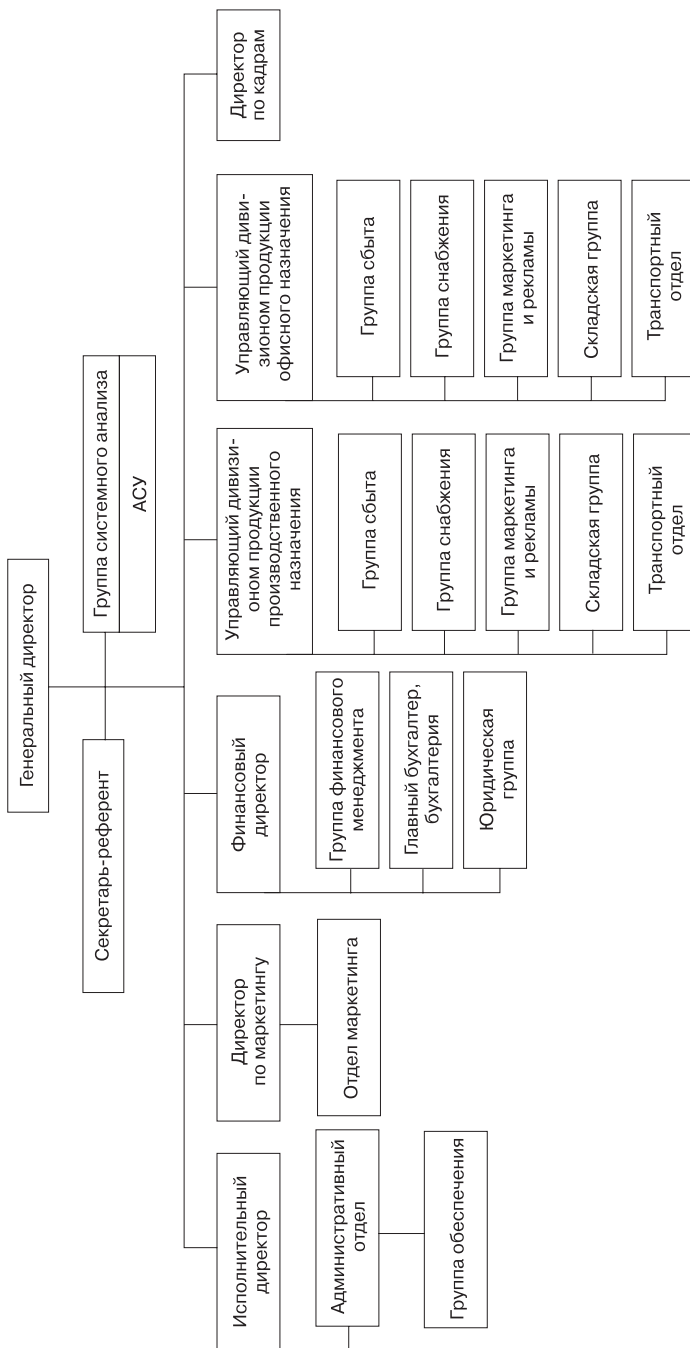 Генеральный директор
Секретарь-референт
Группа системного анализа
АСУ
Исполнительный
директор
Административный
отдел
Группа обеспечения
Директор
по маркетингу
Отдел маркетинга
Финансовый
директор
Группа финансового
менеджмента
Главный бухгалтер,
бухгалтерия
Юридическая
группа
Управляющий дивизи-
оном продукции
производственного
назначения
Группа сбыта
Группа снабжения
Группа маркетинга
и рекламы
Складская группа
Транспортный
отдел
Управляющий диви-
зионом продукции
офисного назначения
Группа сбыта
Группа снабжения
Группа маркетинга
и рекламы
Складская группа
Транспортный
отдел
Директор
по кадрам